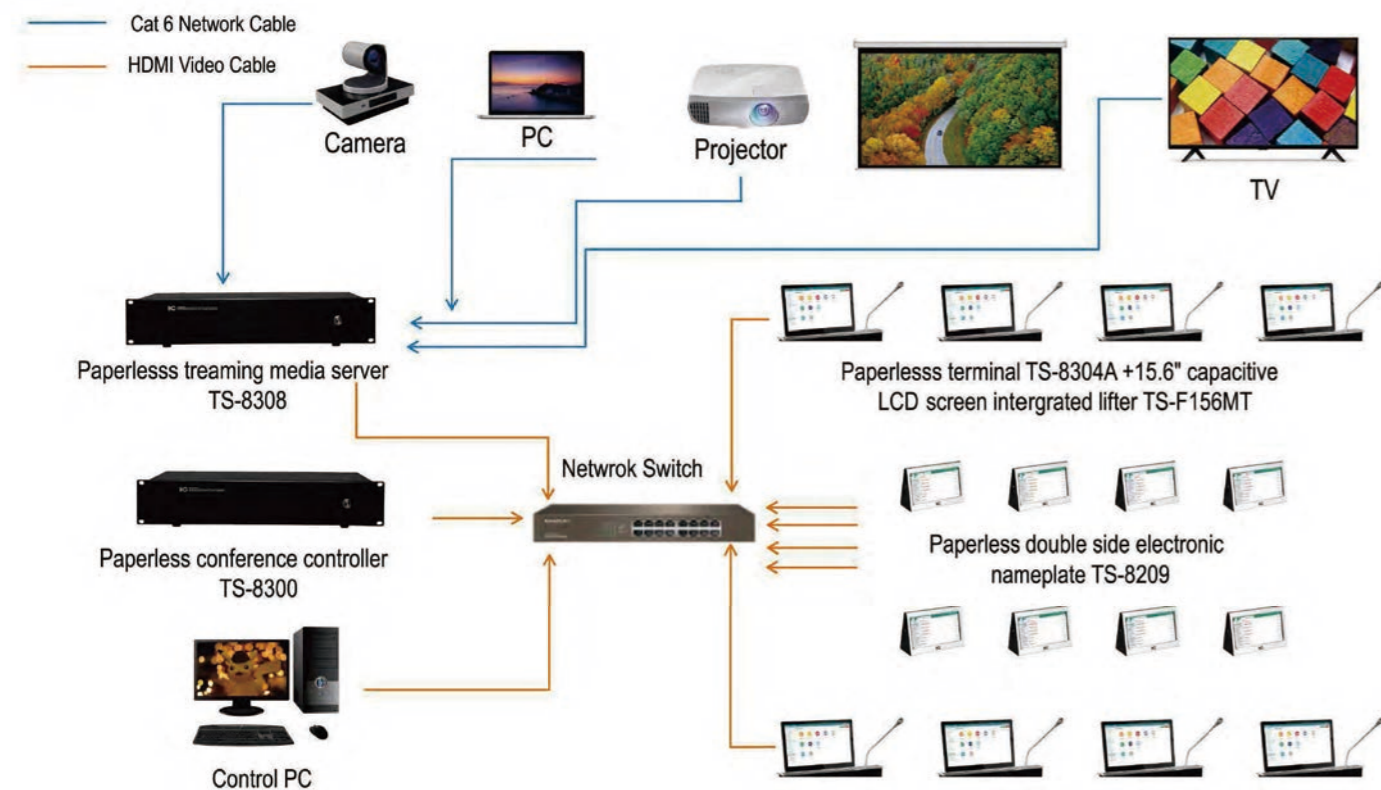 Cat 6 Network Cable
HDMI Video Cable
Camera
PC
Projector
TV
Paperlesss treaming media server
TS-8308
Paperlesss terminal TS-8304A +15.6" capacitive
LCD screen intergrated lifter TS-F156MT
Netwrok Switch
Paperless conference controller
TS-8300
Paperless double side electronic
nameplate TS-8209
Control PC